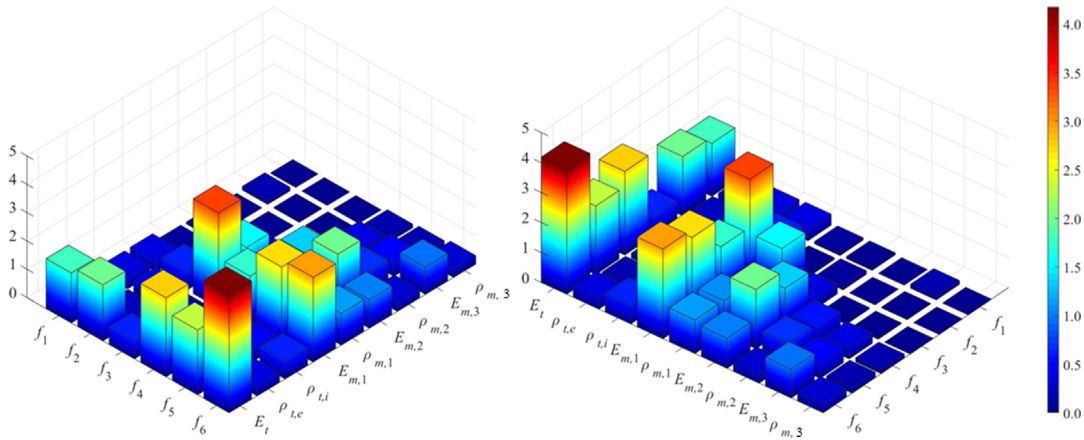 5
4
3
2
1
0
f1
f2
f3
f4
f5
f6
Et
ρt,e
ρt,i
Em,1
ρm,1
Em,2
ρm,2
Em,3
ρm, 3
5
4
3
2
1
0
Et
ρt,e
ρt,i
Em,1
ρm,1
Em,2
ρm,2
Em,3
ρm, 3
f6
f5
f4
f3
f2
f1
4.0
3.5
3.0
2.5
2.0
1.5
1.0
0.5
0.0